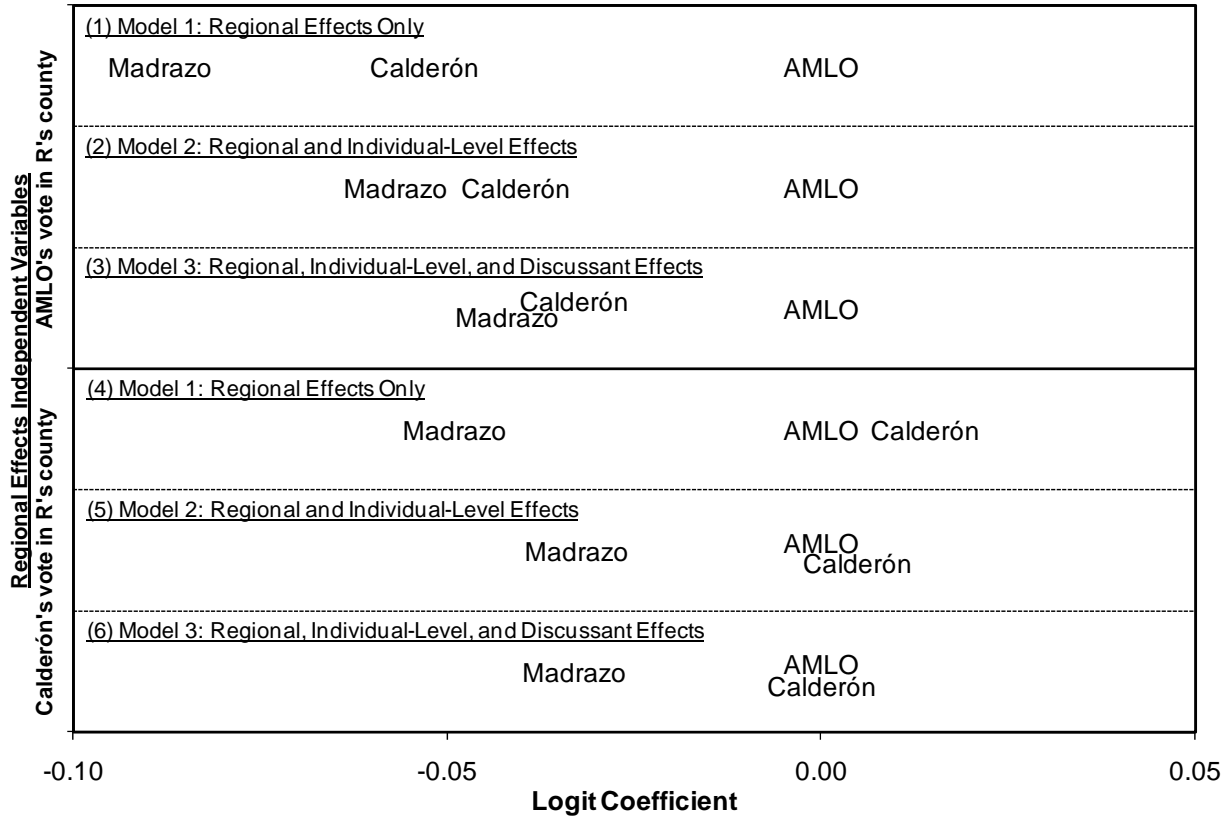 Regional Effects Independent Variables
AMLO's vote in R's county
Calderón's vote in R's county
(1) Model 1: Regional Effects Only
Madrazo Calderón AMLO
(2) Model 2: Regional and Individual-Level Effects
Madrazo Calderón AMLO
(3) Model 3: Regional, Individual-Level, and Discussant Effects
Calderón
Madrazo AMLO
(4) Model 1: Regional Effects Only
Madrazo AMLO Calderón
(5) Model 2: Regional and Individual-Level Effects
Madrazo AMLO
Calderón
(6) Model 3: Regional, Individual-Level, and Discussant Effects
Madrazo AMLO
Calderón
-0.10 -0.05 0.00 0.05
Logit Coefficient